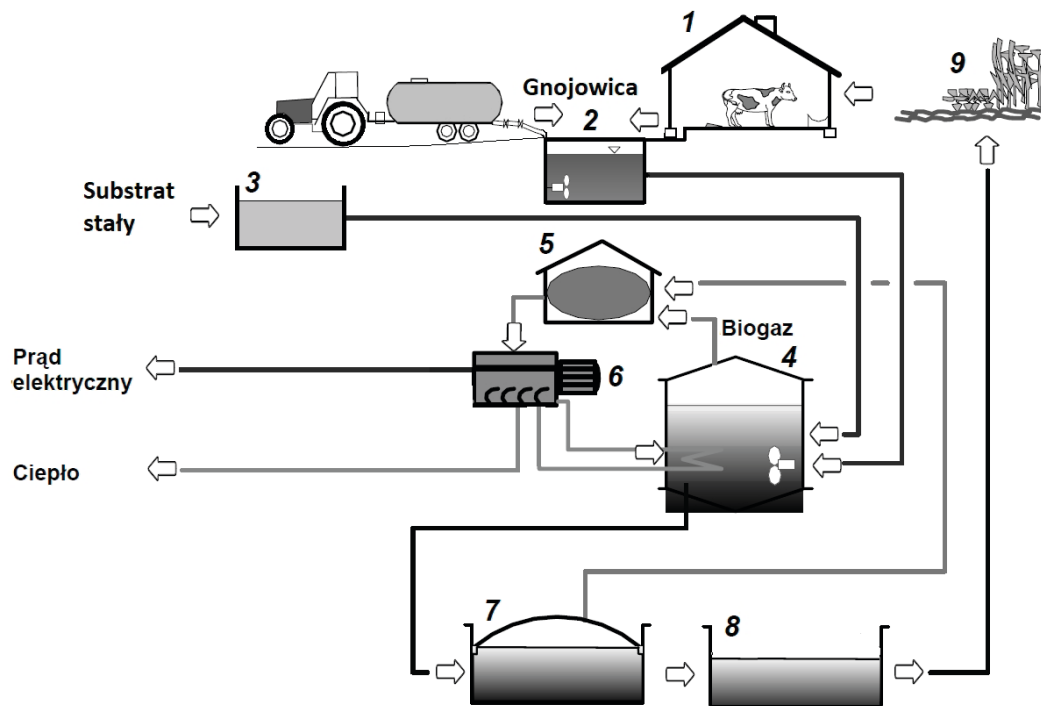 1
9
Gnojowica
2
Substrat
stały
3
5
Biogaz
4
Prąd
elektryczny
6
Ciepło
7
8